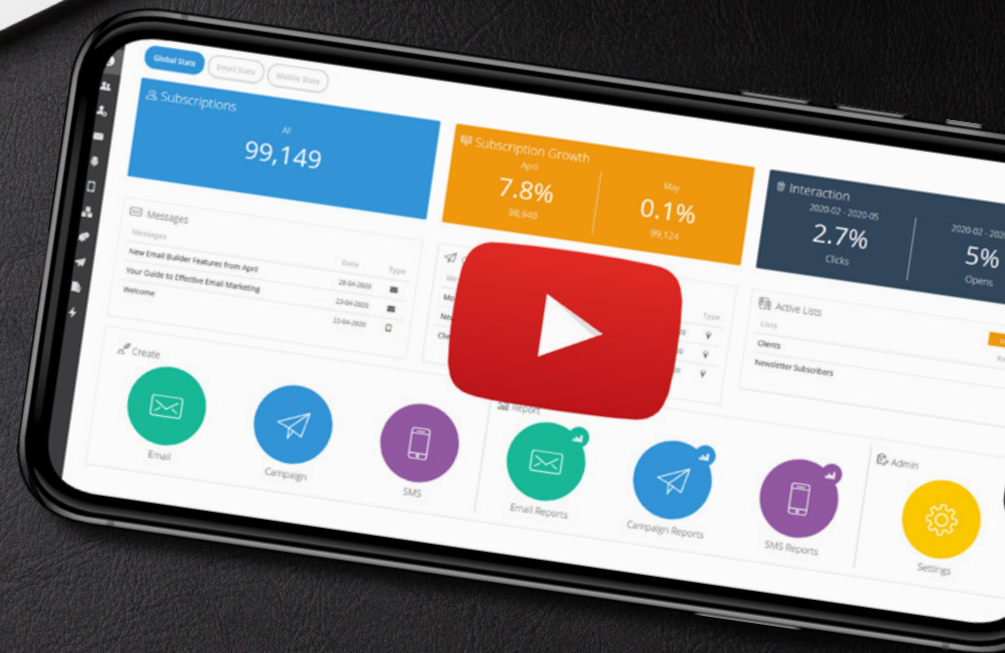 Global Stats
Email Stats
Mobile Stats
Subscriptions
All
99,149
Subscription Growth
April
7.8%
98,940
May
0.1%
99,124
Interaction
2020-02 - 2020-05
2.7%
Clicks
5%
Opens
Messages
Messages
Date
Type
New Email Builder Features from April
28-04-2020
Your Guide to Effective Email Marketing
23-04-2020
Welcome
22-04-2020
Type
Active Lists
Lists
Clients
Newsletter Subscribers
Create
Email
Campaign
SMS
Report
Email Reports
Campaign Reports
SMS Reports
Admin
Settings